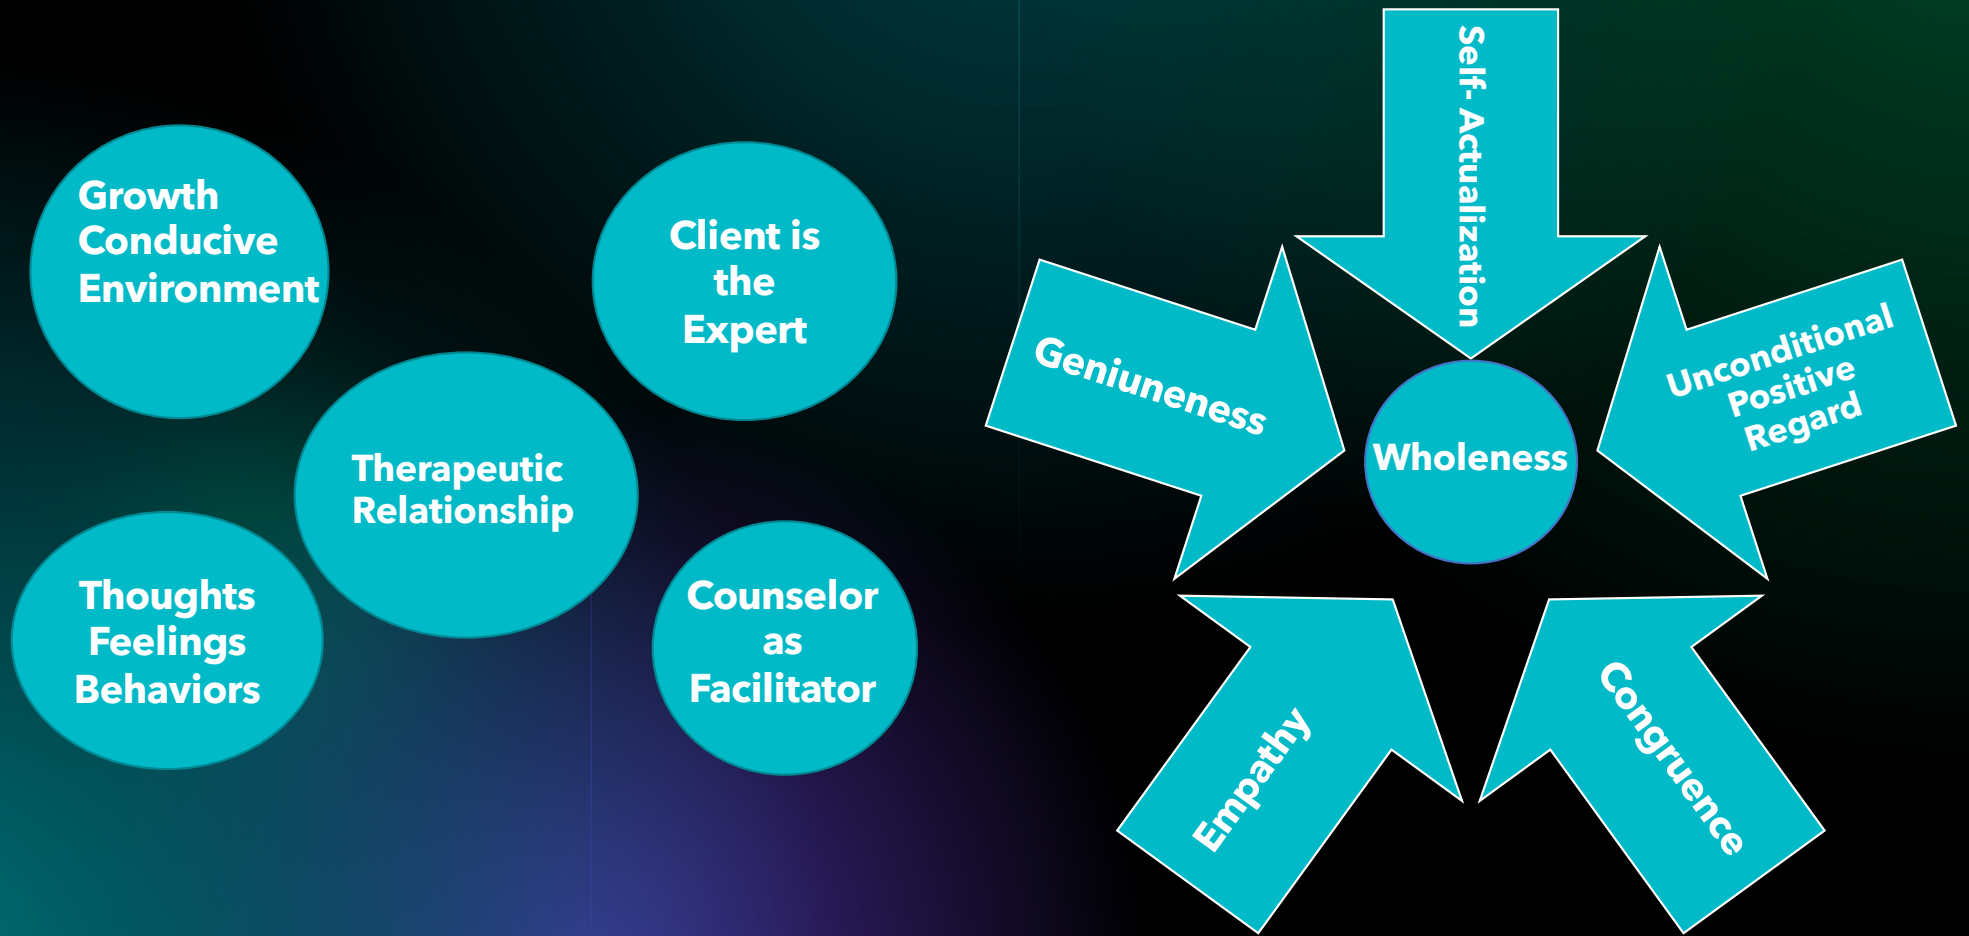 Growth
Conducive
Environment
Client is
the
Expert
Therapeutic
Relationship
Thoughts
Feelings
Behaviors
Counselor
as
Facilitator
Self- Actualization
Geniuneness
Unconditional
Positive
Regard
Wholeness
Empathy
Congruence